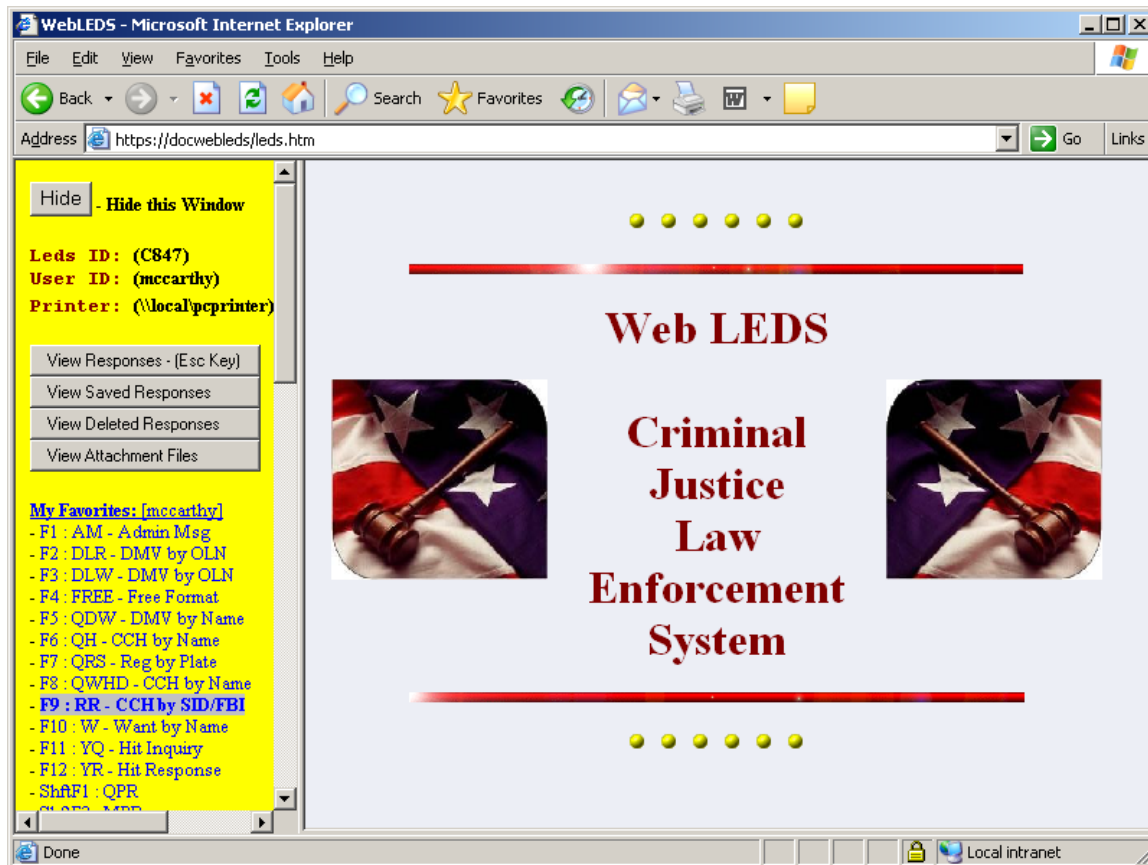 WebLEDS - Microsoft Internet Explorer
File Edit View Favorites Tools Help
Back Search Favorites
Address https://docwebleds/leds.htm Go Links
Hide - Hide this Window
Leds ID: (C847)
User ID: (mccarthy)
Printer: (\\local\pcprinter)
View Responses - (Esc Key)
View Saved Responses
View Deleted Responses
View Attachment Files
My Favorites: [mccarthy]
- F1 : AM - Admin Msg
- F2 : DLR - DMV by OLN
- F3 : DLW - DMV by OLN
- F4 : FREE - Free Format
- F5 : QDW - DMV by Name
- F6 : QH - CCH by Name
- F7 : QRS - Reg by Plate
- F8 : QWHD - CCH by Name
- F9 : RR - CCH by SID/FBI
- F10 : W - Want by Name
- F11 : YQ - Hit Inquiry
- F12 : YR - Hit Response
- ShftF1 : QPR
Web LEDS
Criminal
Justice
Law
Enforcement
System
Done Local intranet